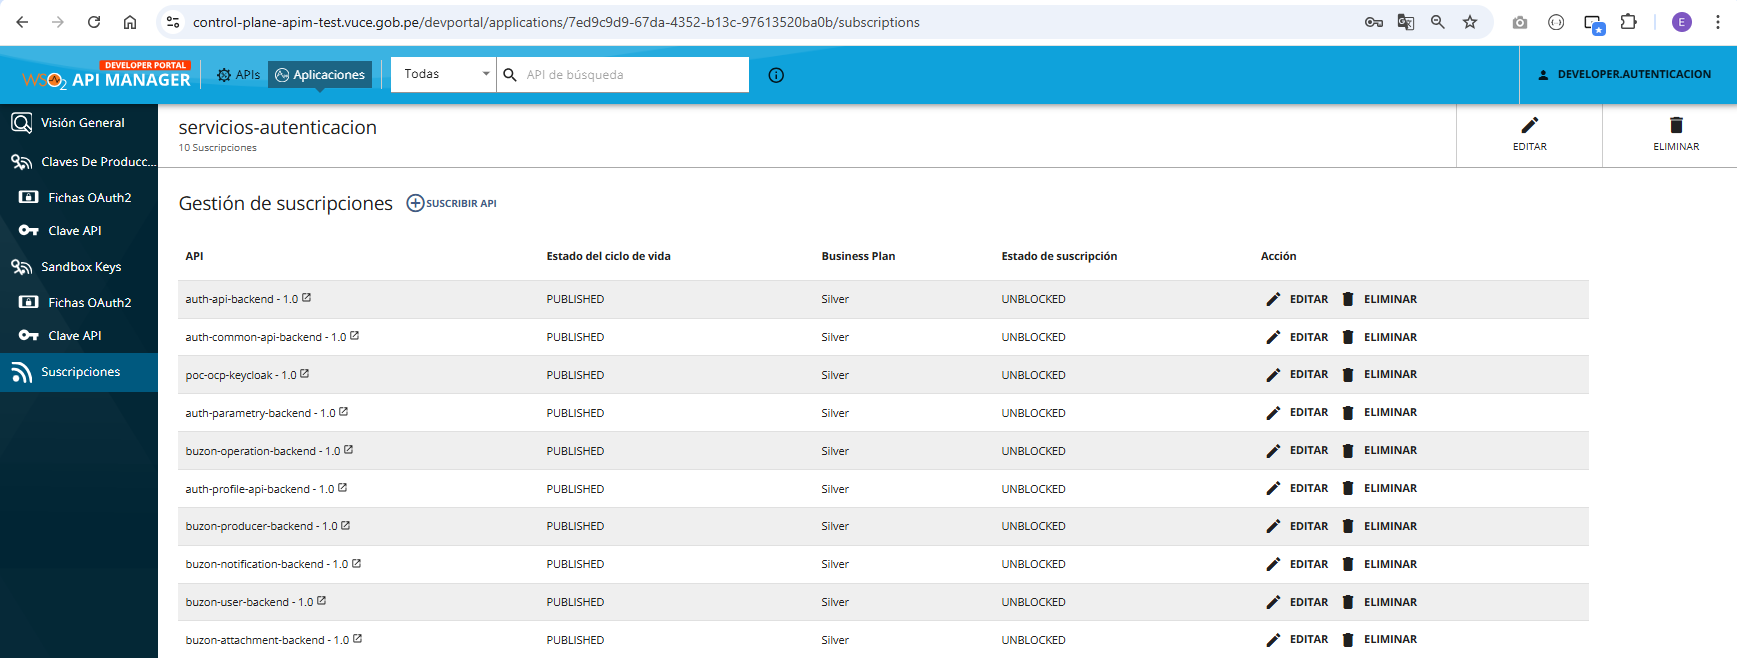 control-plane-apim-test.vuce.gob.pe/devportal/applications/7ed9c9d9-67da-4352-b13c-97613520ba0b/subscriptions
E
DEVELOPER PORTAL
WSO2 API MANAGER
APIs
Aplicaciones
Todas
API de búsqueda
DEVELOPER.AUTENTICACION
Visión General
Claves De Producc...
Fichas OAuth2
Clave API
Sandbox Keys
Fichas OAuth2
Clave API
Suscripciones
servicios-autenticacion
10 Suscripciones
EDITAR
ELIMINAR
Gestión de suscripciones
SUSCRIBIR API
API Estado del ciclo de vida Business Plan Estado de suscripción Acción
auth-api-backend - 1.0 PUBLISHED Silver UNBLOCKED EDITAR ELIMINAR
auth-common-api-backend - 1.0 PUBLISHED Silver UNBLOCKED EDITAR ELIMINAR
poc-ocp-keycloak - 1.0 PUBLISHED Silver UNBLOCKED EDITAR ELIMINAR
auth-parametry-backend - 1.0 PUBLISHED Silver UNBLOCKED EDITAR ELIMINAR
buzon-operation-backend - 1.0 PUBLISHED Silver UNBLOCKED EDITAR ELIMINAR
auth-profile-api-backend - 1.0 PUBLISHED Silver UNBLOCKED EDITAR ELIMINAR
buzon-producer-backend - 1.0 PUBLISHED Silver UNBLOCKED EDITAR ELIMINAR
buzon-notification-backend - 1.0 PUBLISHED Silver UNBLOCKED EDITAR ELIMINAR
buzon-user-backend - 1.0 PUBLISHED Silver UNBLOCKED EDITAR ELIMINAR
buzon-attachment-backend - 1.0 PUBLISHED Silver UNBLOCKED EDITAR ELIMINAR